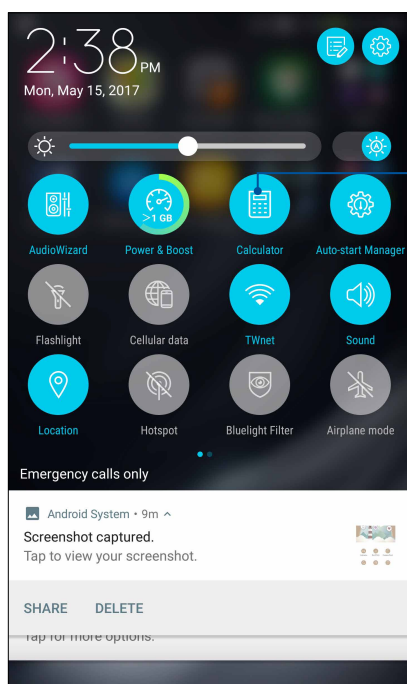 2:38 PM
Mon, May 15, 2017
A
>1 GB
AudioWizard Power & Boost Calculator Auto-start Manager
Flashlight Cellular data TWnet Sound
Location Hotspot Bluelight Filter Airplane mode
Emergency calls only
Android System • 9m
Screenshot captured.
Tap to view your screenshot.
SHARE DELETE
Tap for more options.